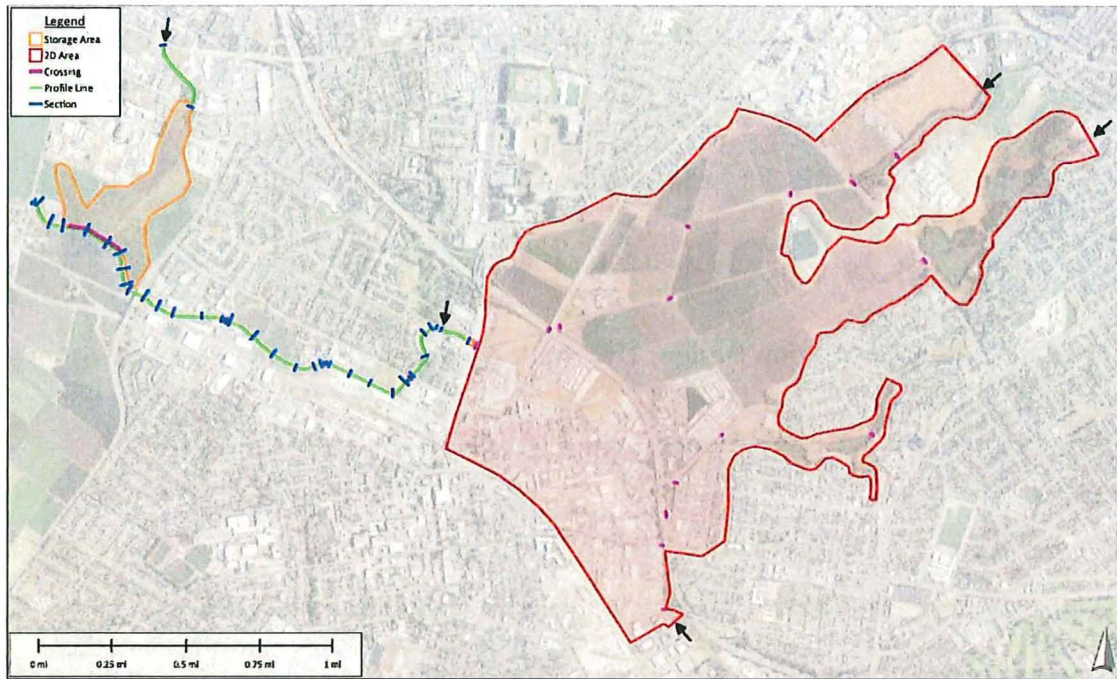 Legend
Storage Area
2D Area
Crossing
Profile Line
Section
0 mi 0.25 mi 0.5 mi 0.75 mi 1 mi